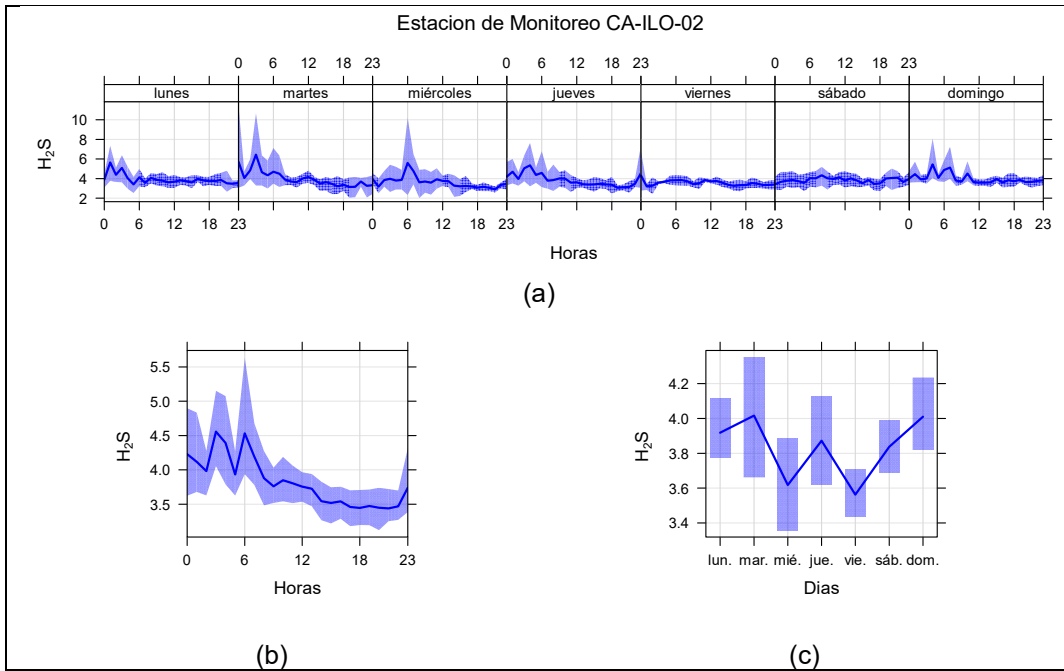 Estacion de Monitoreo CA-ILO-02
0 6 12 18 23 0 6 12 18 23 0 6 12 18 23
lunes martes miércoles jueves viernes sábado domingo
H₂S
10
8
6
4
2
0 6 12 18 23 0 6 12 18 23 0 6 12 18 23 0 6 12 18 23
Horas
(a)
H₂S
5.5
5.0
4.5
4.0
3.5
0 6 12 18 23
Horas
(b)
H₂S
4.2
4.0
3.8
3.6
3.4
lun. mar. mié. jue. vie. sáb. dom.
Dias
(c)